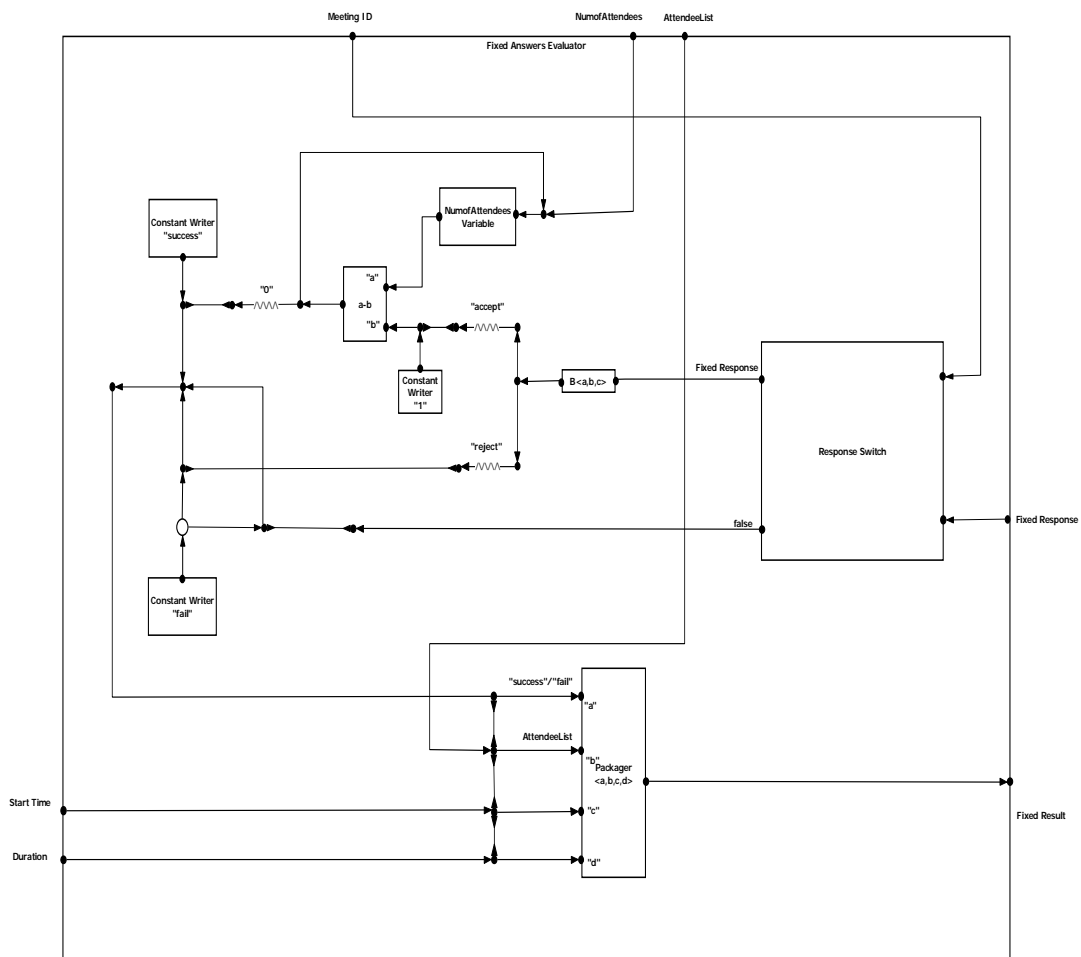 Meeting ID
NumofAttendees
AttendeeList
Fixed Answers Evaluator
Constant Writer
"success"
NumofAttendees
Variable
"0"
"a"
a-b
"b"
"accept"
Constant
Writer
"1"
B<a,b,c>
Fixed Response
Response Switch
"reject"
false
Fixed Response
Constant Writer
"fail"
"success"/"fail"
"a"
AttendeeList
"b"
Packager
<a,b,c,d>
Start Time
"c"
Fixed Result
Duration
"d"